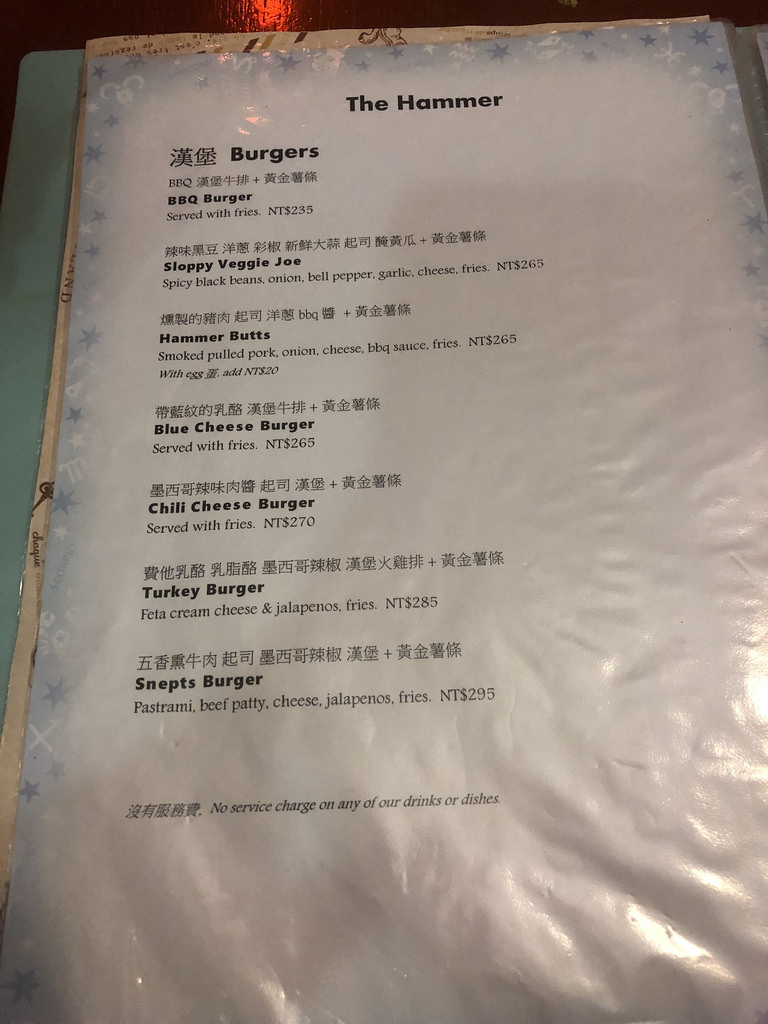 The Hammer
漢堡 Burgers
BBQ 漢堡牛排 + 黃金薯條
BBQ Burger
Served with fries. NT$235
辣味黑豆 洋蔥 彩椒 新鮮大蒜 起司 醃黃瓜 + 黃金薯條
Sloppy Veggie Joe
Spicy black beans, onion, bell pepper, garlic, cheese, fries. NT$265
燻製的豬肉 起司 洋蔥 bbq 醬 + 黃金薯條
Hammer Butts
Smoked pulled pork, onion, cheese, bbq sauce, fries. NT$265
With egg 蛋, add NT$20
帶藍紋的乳酪 漢堡牛排 + 黃金薯條
Blue Cheese Burger
Served with fries. NT$265
墨西哥辣味肉醬 起司 漢堡 + 黃金薯條
Chili Cheese Burger
Served with fries. NT$270
費他乳酪 乳脂酪 墨西哥辣椒 漢堡火雞排 + 黃金薯條
Turkey Burger
Feta cream cheese & jalapenos, fries. NT$285
五香熏牛肉 起司 墨西哥辣椒 漢堡 + 黃金薯條
Snepts Burger
Pastrami, beef patty, cheese, jalapenos, fries. NT$295
沒有服務費. No service charge on any of our drinks or dishes.
chaque